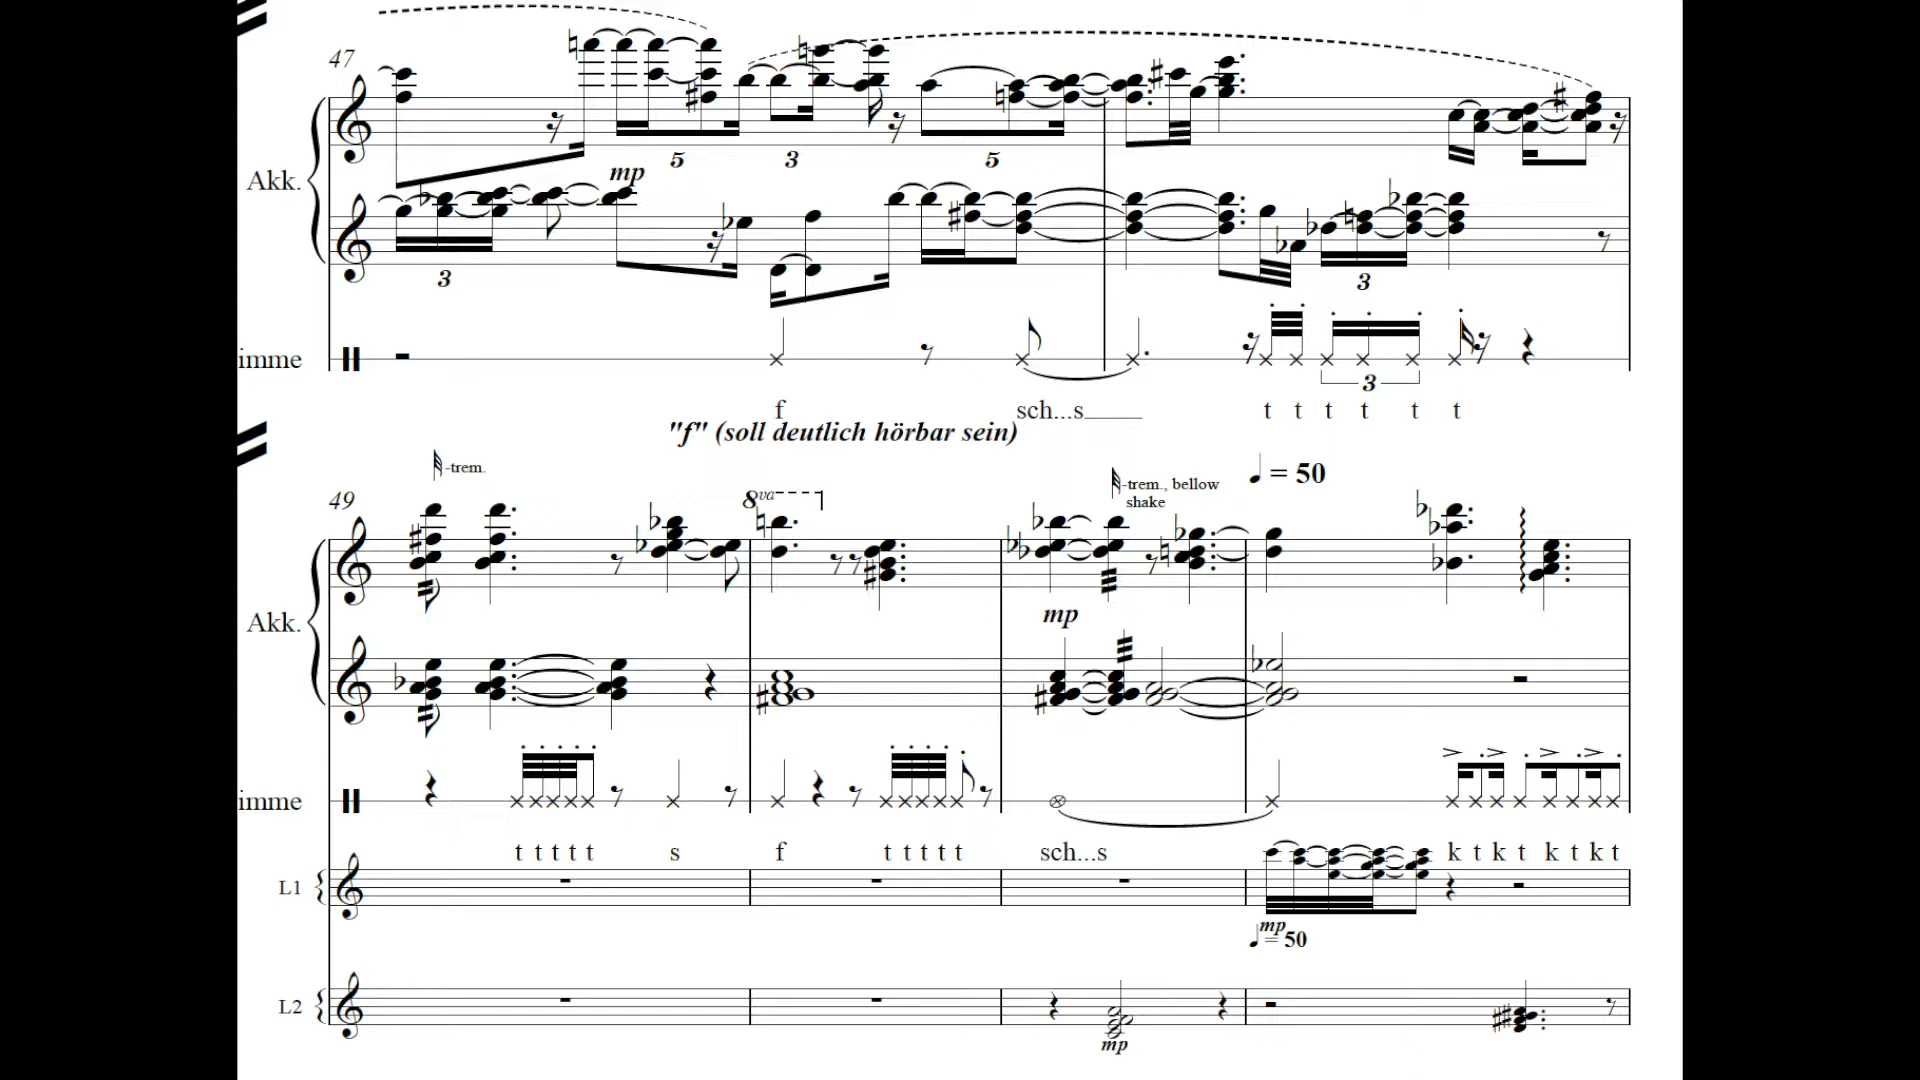 47
5
3
5
mp
Akk.
3
3
imme
3
f sch...s t t t t t t
"f" (soll deutlich hörbar sein)
-trem.
49
8va
-trem., bellow
shake
= 50
Akk.
mp
imme
t t t t t s f t t t t t sch...s k t k t k t k t
L1
mp
= 50
L2
mp